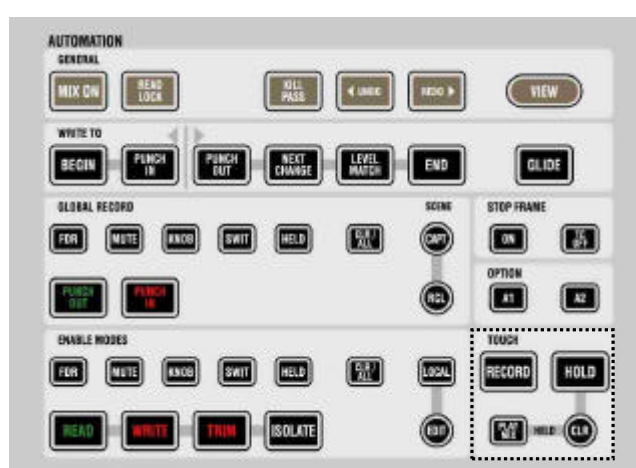 AUTOMATION
GENERAL
MIX ON
READ
LOCK
KILL
PASS
UNDO
REDO
VIEW
WRITE TO
BEGIN
PUNCH
IN
PUNCH
OUT
NEXT
CHANGE
LEVEL
MATCH
END
GLIDE
GLOBAL RECORD
SCENE
STOP FRAME
FDR
MUTE
KNOB
SWIT
HELD
CLR/
ALL
CAPT
ON
TC
OFF
OPTION
PUNCH
OUT
PUNCH
IN
RCL
A1
A2
ENABLE MODES
TOUCH
FDR
MUTE
KNOB
SWIT
HELD
CLR/
ALL
LOCAL
RECORD
HOLD
READ
WRITE
TRIM
ISOLATE
EDIT
PLAY
MIX
HELD
CLR